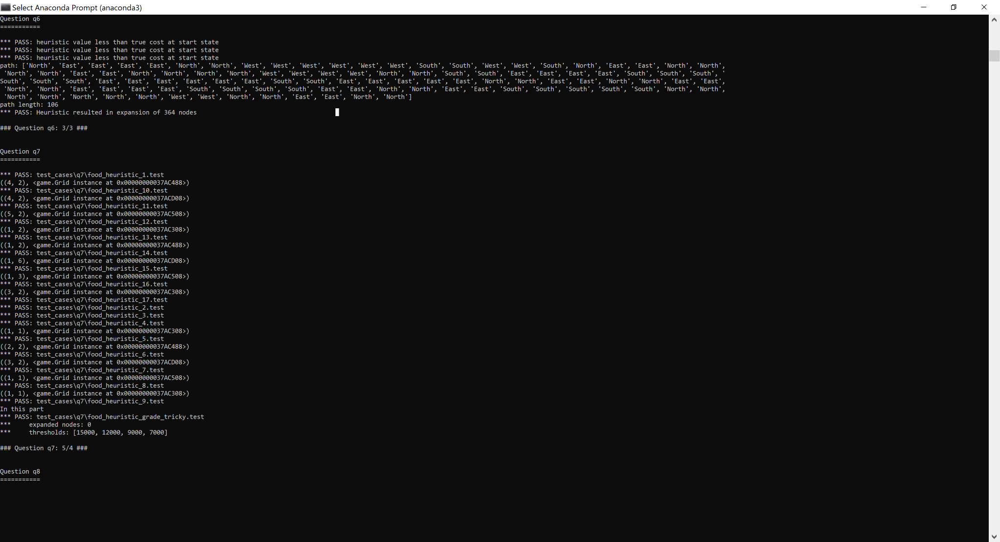 Select Anaconda Prompt (anaconda3)
Question q6
===========
*** PASS: heuristic value less than true cost at start state
*** PASS: heuristic value less than true cost at start state
*** PASS: heuristic value less than true cost at start state
path: ['North', 'East', 'East', 'East', 'East', 'North', 'North', 'West', 'West', 'West', 'West', 'West', 'West', 'South', 'South', 'West', 'West', 'South', 'North', 'East', 'East', 'North', 'North',
 'North', 'North', 'East', 'East', 'North', 'North', 'North', 'North', 'West', 'West', 'West', 'West', 'North', 'North', 'South', 'South', 'East', 'East', 'East', 'East', 'South', 'South', 'South', '
South', 'South', 'South', 'East', 'East', 'East', 'East', 'East', 'East', 'South', 'South', 'East', 'East', 'East', 'East', 'East', 'North', 'North', 'East', 'East', 'North', 'North', 'East', 'East',
 'North', 'North', 'East', 'East', 'East', 'East', 'South', 'South', 'South', 'South', 'East', 'East', 'North', 'North', 'East', 'East', 'South', 'South', 'South', 'South', 'South', 'North', 'North',
 'North', 'North', 'North', 'North', 'North', 'West', 'West', 'North', 'North', 'East', 'East', 'North', 'North']
path length: 106
*** PASS: Heuristic resulted in expansion of 364 nodes
### Question q6: 3/3 ###
Question q7
===========
*** PASS: test_cases\q7\food_heuristic_1.test
((4, 2), <game.Grid instance at 0x00000000037AC488>)
*** PASS: test_cases\q7\food_heuristic_10.test
((4, 2), <game.Grid instance at 0x00000000037ACD08>)
*** PASS: test_cases\q7\food_heuristic_11.test
((5, 2), <game.Grid instance at 0x00000000037AC508>)
*** PASS: test_cases\q7\food_heuristic_12.test
((1, 2), <game.Grid instance at 0x00000000037AC308>)
*** PASS: test_cases\q7\food_heuristic_13.test
((1, 2), <game.Grid instance at 0x00000000037AC488>)
*** PASS: test_cases\q7\food_heuristic_14.test
((1, 6), <game.Grid instance at 0x00000000037ACD08>)
*** PASS: test_cases\q7\food_heuristic_15.test
((1, 3), <game.Grid instance at 0x00000000037AC508>)
*** PASS: test_cases\q7\food_heuristic_16.test
((3, 2), <game.Grid instance at 0x00000000037AC308>)
*** PASS: test_cases\q7\food_heuristic_17.test
*** PASS: test_cases\q7\food_heuristic_2.test
*** PASS: test_cases\q7\food_heuristic_3.test
*** PASS: test_cases\q7\food_heuristic_4.test
((1, 1), <game.Grid instance at 0x00000000037AC308>)
*** PASS: test_cases\q7\food_heuristic_5.test
((2, 2), <game.Grid instance at 0x00000000037AC488>)
*** PASS: test_cases\q7\food_heuristic_6.test
((3, 2), <game.Grid instance at 0x00000000037ACD08>)
*** PASS: test_cases\q7\food_heuristic_7.test
((1, 1), <game.Grid instance at 0x00000000037AC508>)
*** PASS: test_cases\q7\food_heuristic_8.test
((1, 1), <game.Grid instance at 0x00000000037AC308>)
*** PASS: test_cases\q7\food_heuristic_9.test
In this part
*** PASS: test_cases\q7\food_heuristic_grade_tricky.test
***     expanded nodes: 0
***     thresholds: [15000, 12000, 9000, 7000]
### Question q7: 5/4 ###
Question q8
===========